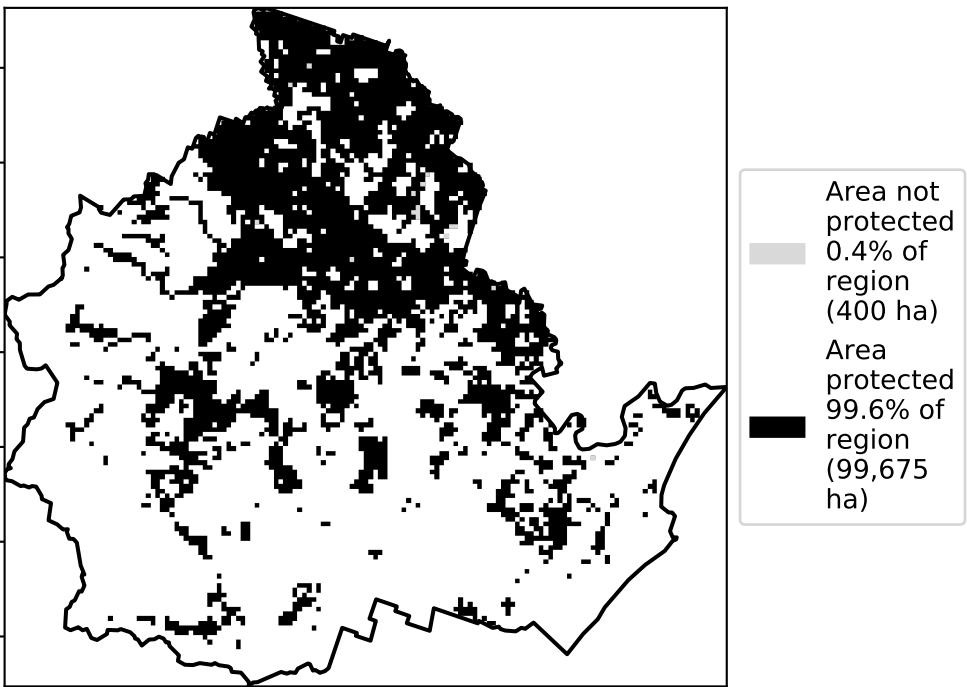 Area not
protected
0.4% of
region
(400 ha)
Area
protected
99.6% of
region
(99,675
ha)